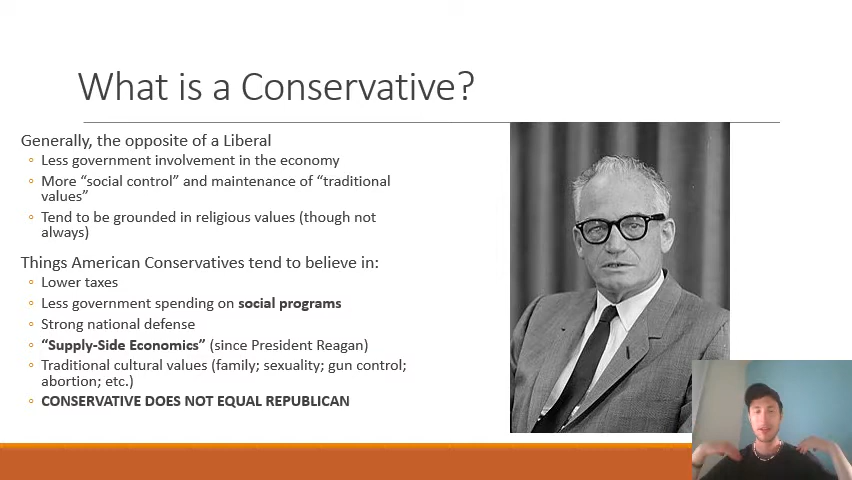 What is a Conservative?
Generally, the opposite of a Liberal
Less government involvement in the economy
More “social control” and maintenance of “traditional
values”
Tend to be grounded in religious values (though not
always)
Things American Conservatives tend to believe in:
Lower taxes
Less government spending on social programs
Strong national defense
“Supply-Side Economics” (since President Reagan)
Traditional cultural values (family; sexuality; gun control;
abortion; etc.)
CONSERVATIVE DOES NOT EQUAL REPUBLICAN